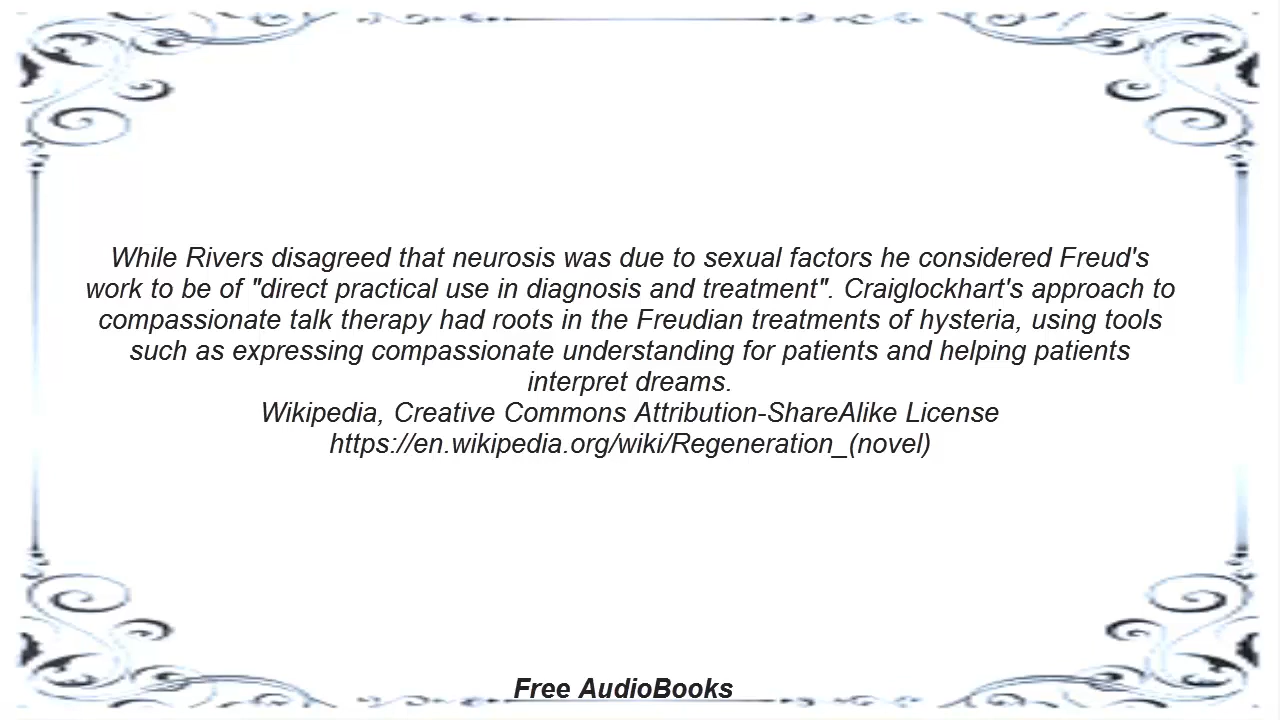 While Rivers disagreed that neurosis was due to sexual factors he considered Freud's
work to be of "direct practical use in diagnosis and treatment". Craiglockhart's approach to
compassionate talk therapy had roots in the Freudian treatments of hysteria, using tools
such as expressing compassionate understanding for patients and helping patients
interpret dreams.
Wikipedia, Creative Commons Attribution-ShareAlike License
https://en.wikipedia.org/wiki/Regeneration_(novel)
Free AudioBooks